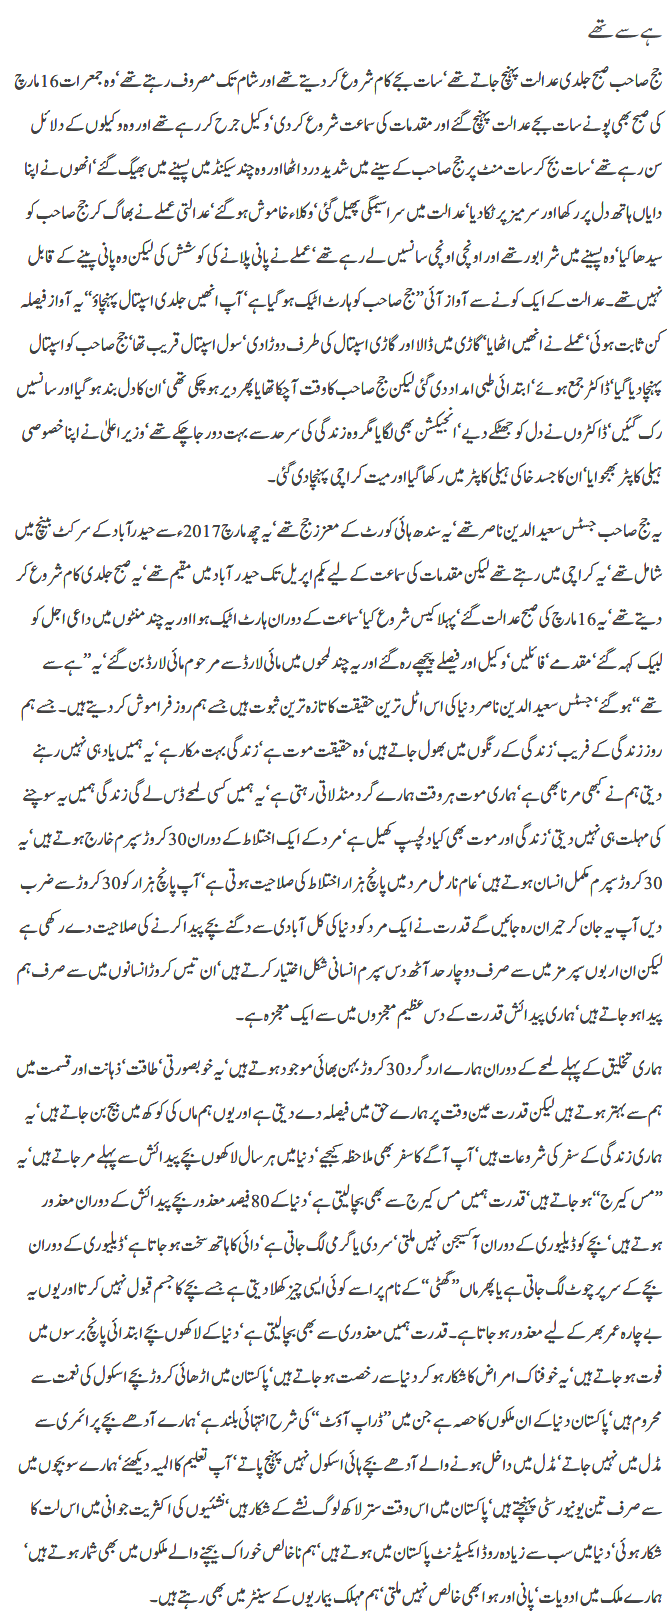 ہے سے تھے
جج صاحب صبح جلدی عدالت پہنچ جاتے تھے‘ سات بجے کام شروع کر دیتے تھے اور شام تک مصروف رہتے تھے‘ وہ جمعرات 16 مارچ
کی صبح بھی پونے سات بجے عدالت پہنچ گئے اور مقدمات کی سماعت شروع کر دی‘ وکیل جرح کر رہے تھے اور وہ وکیلوں کے دلائل
سن رہے تھے‘ سات بج کر سات منٹ پر جج صاحب کے سینے میں شدید درد اٹھا اور وہ چند سیکنڈ میں پسینے میں بھیگ گئے‘ انھوں نے اپنا
دایاں ہاتھ دل پر رکھا اور سر میز پر ٹکا دیا‘ عدالت میں سراسیمگی پھیل گئی‘ وکلاء خاموش ہو گئے‘ عدالتی عملے نے بھاگ کر جج صاحب کو
سیدھا کیا‘ وہ پسینے میں شرابور تھے اور اونچی اونچی سانسیں لے رہے تھے‘ عملے نے پانی پلانے کی کوشش کی لیکن وہ پانی پینے کے قابل
نہیں تھے۔ عدالت کے ایک کونے سے آواز آئی ’’جج صاحب کو ہارٹ اٹیک ہو گیا ہے‘ آپ انھیں جلدی اسپتال پہنچاؤ‘‘ یہ آواز فیصلہ
کن ثابت ہوئی‘ عملے نے انھیں اٹھایا‘ گاڑی میں ڈالا اور گاڑی اسپتال کی طرف دوڑا دی‘ سول اسپتال قریب تھا‘ جج صاحب کو اسپتال
پہنچا دیا گیا‘ ڈاکٹر جمع ہوئے‘ ابتدائی طبی امداد دی گئی لیکن جج صاحب کا وقت آ چکا تھا یا پھر دیر ہو چکی تھی‘ ان کا دل بند ہو گیا اور سانسیں
رک گئیں‘ ڈاکٹروں نے دل کو جھٹکے دیے‘ انجیکشن بھی لگایا مگر وہ زندگی کی سرحد سے بہت دور جا چکے تھے‘ وزیراعلیٰ نے اپنا خصوصی
ہیلی کاپٹر بھجوایا‘ ان کا جسد خاکی ہیلی کاپٹر میں رکھا گیا اور میت کراچی پہنچا دی گئی۔
یہ جج صاحب جسٹس سعید الدین ناصر تھے‘ یہ سندھ ہائی کورٹ کے معزز جج تھے‘ یہ چھ مارچ 2017ء سے حیدر آباد کے سرکٹ بینچ میں
شامل تھے‘ یہ کراچی میں رہتے تھے لیکن مقدمات کی سماعت کے لیے یکم اپریل تک حیدر آباد میں مقیم تھے‘ یہ صبح جلدی کام شروع کر
دیتے تھے‘ یہ 16 مارچ کی صبح عدالت گئے‘ پہلا کیس شروع کیا‘ سماعت کے دوران ہارٹ اٹیک ہوا اور یہ چند منٹوں میں داعی اجل کو
لبیک کہہ گئے‘ مقدمے‘ فائلیں‘ وکیل اور فیصلے پیچھے رہ گئے اور یہ چند لمحوں میں مائی لارڈ سے مرحوم مائی لارڈ بن گئے‘ یہ ’’ہے سے
تھے‘‘ ہو گئے‘ جسٹس سعید الدین ناصر دنیا کی اس اٹل ترین حقیقت کا تازہ ترین ثبوت ہیں جسے ہم روز فراموش کر دیتے ہیں۔ جسے ہم
روز زندگی کے فریب‘ زندگی کے رنگوں میں بھول جاتے ہیں‘ وہ حقیقت موت ہے‘ زندگی بہت مکار ہے‘ یہ ہمیں یاد ہی نہیں رہنے
دیتی ہم نے کبھی مرنا بھی ہے‘ ہماری موت ہر وقت ہمارے گرد منڈلاتی رہتی ہے‘ یہ ہمیں کسی لمحے ڈس لے گی زندگی ہمیں یہ سوچنے
کی مہلت ہی نہیں دیتی‘ زندگی اور موت بھی کیا دلچسپ کھیل ہے‘ مرد کے ایک اختلاط کے دوران 30 کروڑ سپرم خارج ہوتے ہیں‘ یہ
30 کروڑ سپرم مکمل انسان ہوتے ہیں‘ عام نارمل مرد میں پانچ ہزار اختلاط کی صلاحیت ہوتی ہے‘ آپ پانچ ہزار کو 30 کروڑ سے ضرب
دیں آپ یہ جان کر حیران رہ جائیں گے قدرت نے ایک مرد کو دنیا کی کل آبادی سے دگنے بچے پیدا کرنے کی صلاحیت دے رکھی ہے
لیکن ان اربوں سپرمز میں سے صرف دو چار حد آٹھ دس سپرم انسانی شکل اختیار کرتے ہیں‘ ان تیس کروڑ انسانوں میں سے صرف ہم
پیدا ہو جاتے ہیں‘ ہماری پیدائش قدرت کے دس عظیم معجزوں میں سے ایک معجزہ ہے۔
ہماری تخلیق کے پہلے لمحے کے دوران ہمارے ارد گرد 30 کروڑ بہن بھائی موجود ہوتے ہیں‘ یہ خوبصورتی‘ طاقت‘ ذہانت اور قسمت میں
ہم سے بہتر ہوتے ہیں لیکن قدرت عین وقت پر ہمارے حق میں فیصلہ دے دیتی ہے اور یوں ہم ماں کی کوکھ میں بیج بن جاتے ہیں‘ یہ
ہماری زندگی کے سفر کی شروعات ہیں‘ آپ آگے کا سفر بھی ملاحظہ کیجیے‘ دنیا میں ہر سال لاکھوں بچے پیدائش سے پہلے مر جاتے ہیں‘ یہ
’’مس کیرج‘‘ ہو جاتے ہیں‘ قدرت ہمیں مس کیرج سے بھی بچا لیتی ہے‘ دنیا کے 80 فیصد معذور بچے پیدائش کے دوران معذور
ہوتے ہیں‘ بچے کو ڈیلیوری کے دوران آکسیجن نہیں ملتی‘ سردی یا گرمی لگ جاتی ہے‘ دائی کا ہاتھ سخت ہو جاتا ہے‘ ڈیلیوری کے دوران
بچے کے سر پر چوٹ لگ جاتی ہے یا پھر ماں ’’گھٹی‘‘ کے نام پر اسے کوئی ایسی چیز کھلا دیتی ہے جسے بچے کا جسم قبول نہیں کرتا اور یوں یہ
بے چارہ عمر بھر کے لیے معذور ہو جاتا ہے۔ قدرت ہمیں معذوری سے بھی بچا لیتی ہے‘ دنیا کے لاکھوں بچے ابتدائی پانچ برسوں میں
فوت ہو جاتے ہیں‘ یہ خوفناک امراض کا شکار ہو کر دنیا سے رخصت ہو جاتے ہیں‘ پاکستان میں اڑھائی کروڑ بچے اسکول کی نعمت سے
محروم ہیں‘ پاکستان دنیا کے ان ملکوں کا حصہ ہے جن میں ’’ڈراپ آؤٹ‘‘ کی شرح انتہائی بلند ہے‘ ہمارے آدھے بچے پرائمری سے
مڈل میں نہیں جاتے‘ مڈل میں داخل ہونے والے آدھے بچے ہائی اسکول نہیں پہنچ پاتے‘ آپ تعلیم کا المیہ دیکھئے‘ ہمارے سو بچوں میں
سے صرف تین یونیورسٹی پہنچتے ہیں‘ پاکستان میں اس وقت ستر لاکھ لوگ نشے کے شکار ہیں‘ نشئیوں کی اکثریت جوانی میں اس لت کا
شکار ہوئی‘ دنیا میں سب سے زیادہ روڈ ایکسیڈنٹ پاکستان میں ہوتے ہیں‘ ہم ناخالص خوراک بیچنے والے ملکوں میں بھی شمار ہوتے ہیں‘
ہمارے ملک میں ادویات‘ پانی اور ہوا بھی خالص نہیں ملتی‘ ہم مہلک بیماریوں کے سینٹر میں بھی رہتے ہیں۔